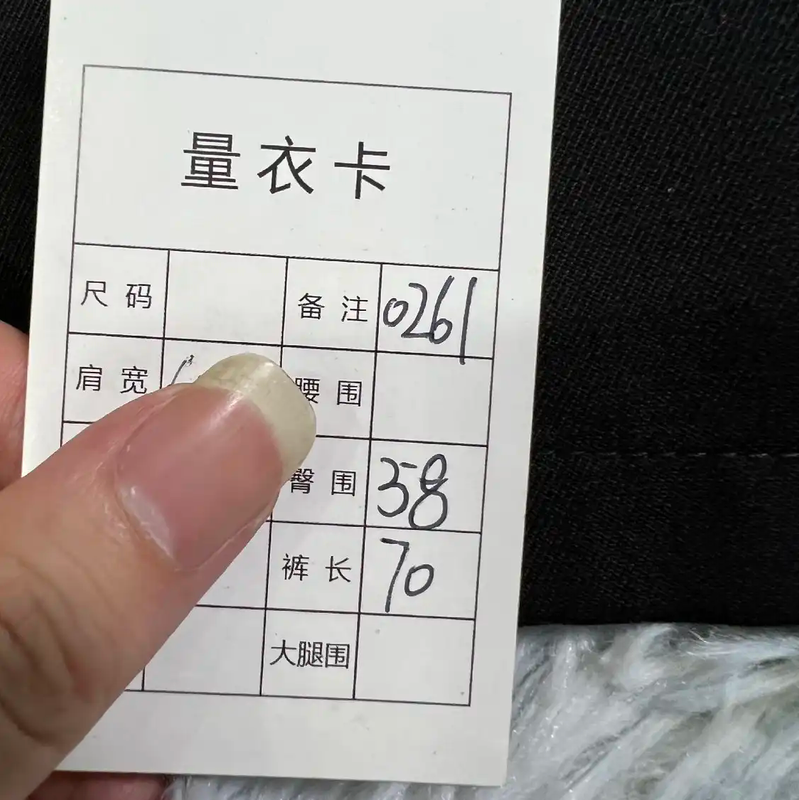 量衣卡
尺码 备注 0261
肩宽 腰围
臀围 58
裤长 70
大腿围